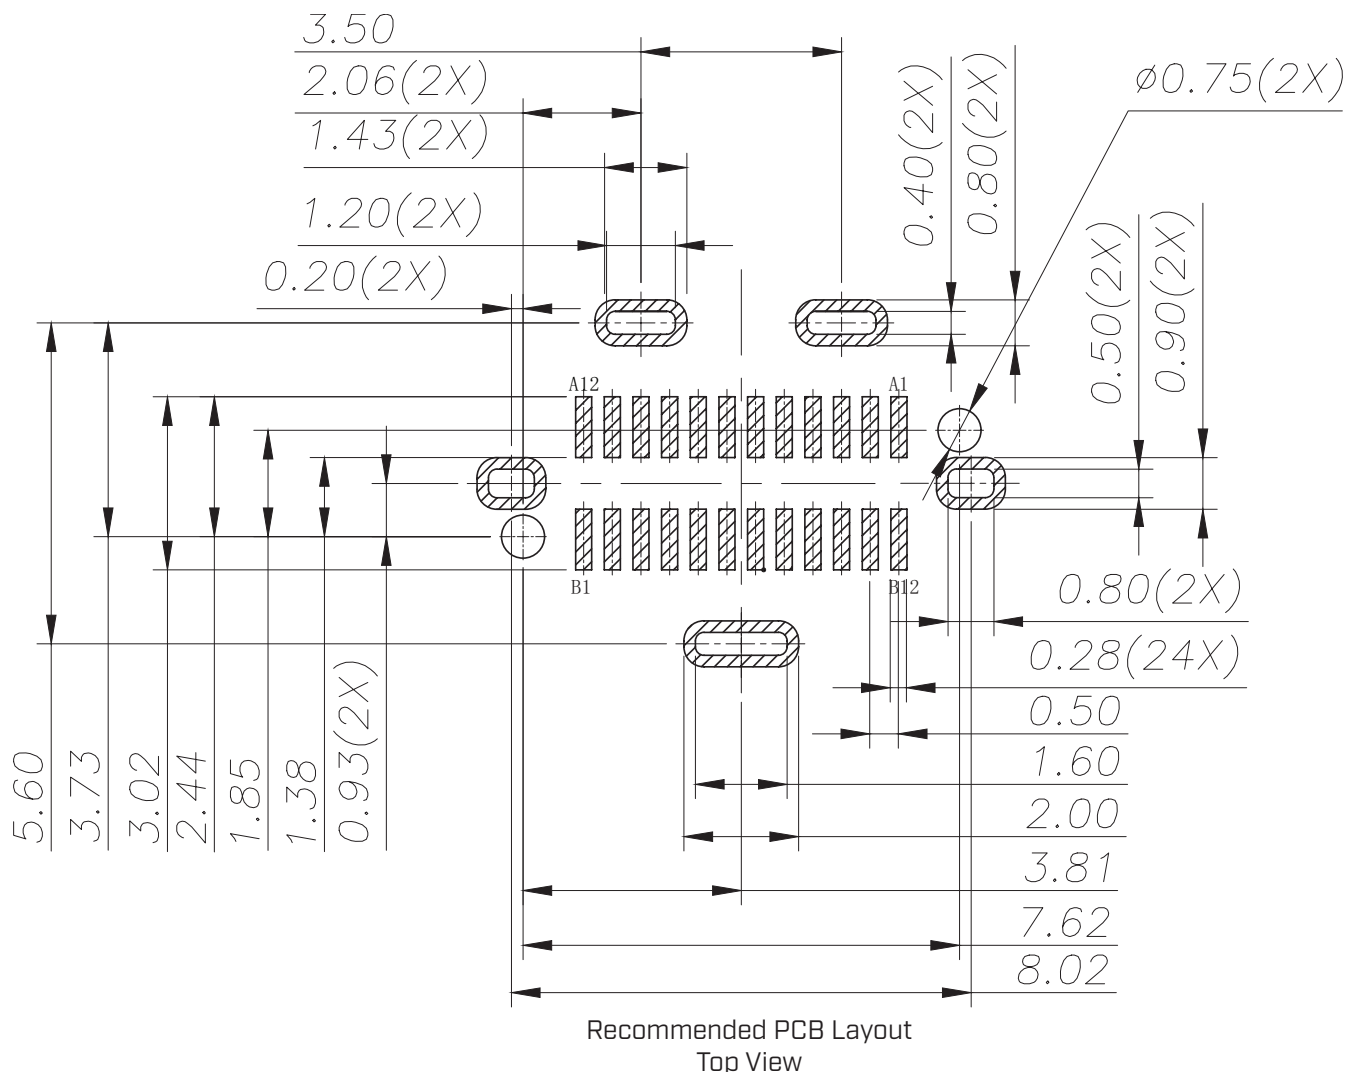 3.50
2.06(2X)
1.43(2X)
1.20(2X)
0.20(2X)
0.40(2X)
0.80(2X)
ø0.75(2X)
0.50(2X)
0.90(2X)
A12
A1
B1
B12
0.80(2X)
0.28(24X)
0.50
1.60
2.00
3.81
7.62
8.02
5.60
3.73
3.02
2.44
1.85
1.38
0.93(2X)
Recommended PCB Layout
Top View